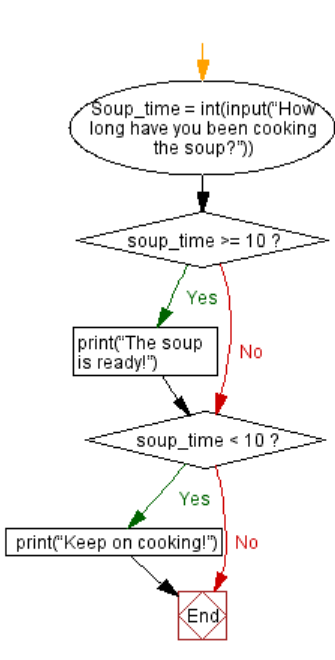 Soup_time = int(input(“How
long have you been cooking
the soup?”))
soup_time >= 10 ?
Yes
print(“The soup
is ready!”)
No
soup_time < 10 ?
Yes
print(“Keep on cooking!”)
No
End